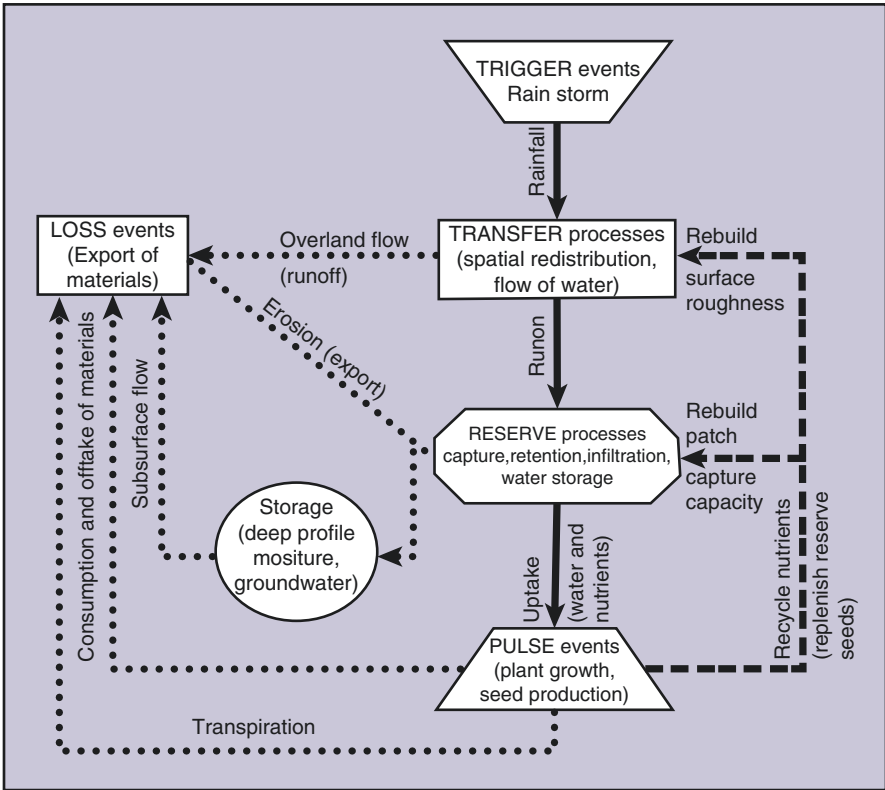 TRIGGER events
Rain storm
Rainfall
LOSS events
(Export of
materials)
Overland flow
(runoff)
TRANSFER processes
(spatial redistribution,
flow of water)
Rebuild
surface
roughness
Erosion (export)
Runon
Consumption and offtake of materials
Subsurface flow
RESERVE processes
capture,retention,infiltration,
water storage
Rebuild
patch
capture
capacity
Storage
(deep profile
mositure,
groundwater)
Uptake
(water and
nutrients)
Recycle nutrients
(replenish reserve
seeds)
PULSE events
(plant growth,
seed production)
Transpiration